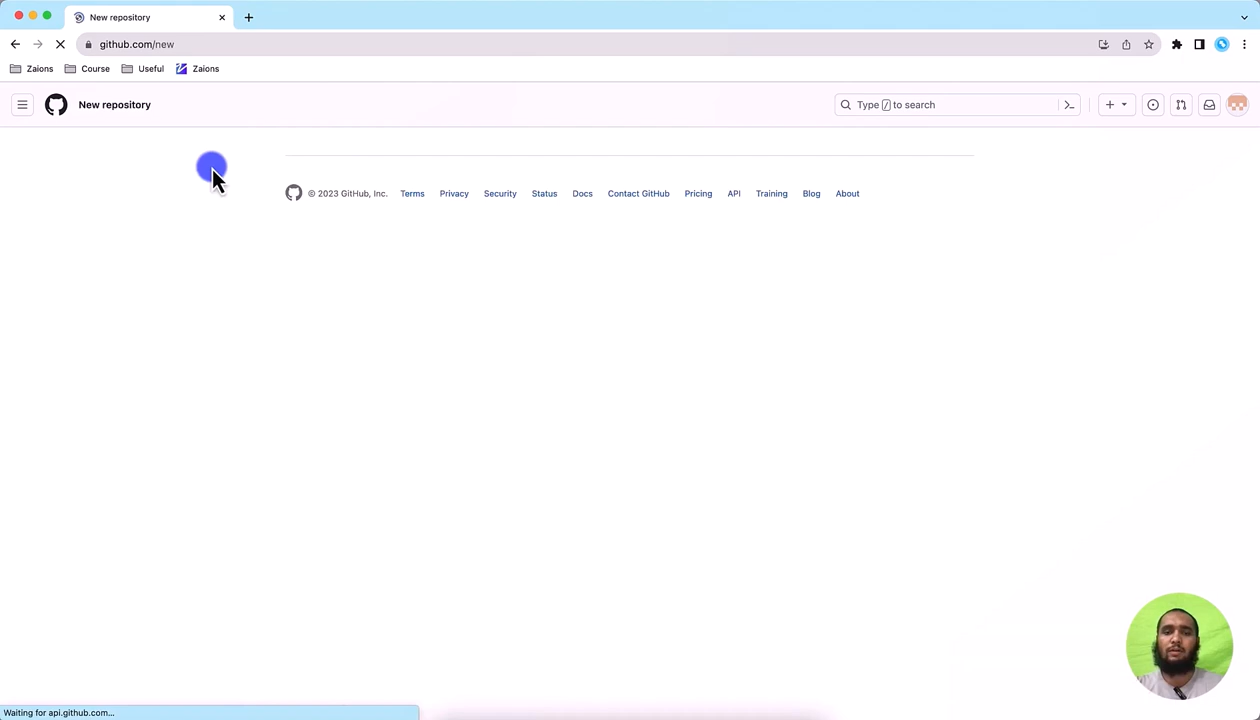 New repository
github.com/new
Zaions Course Useful Zaions
New repository
Type / to search
© 2023 GitHub, Inc. Terms Privacy Security Status Docs Contact GitHub Pricing API Training Blog About
Waiting for api.github.com...